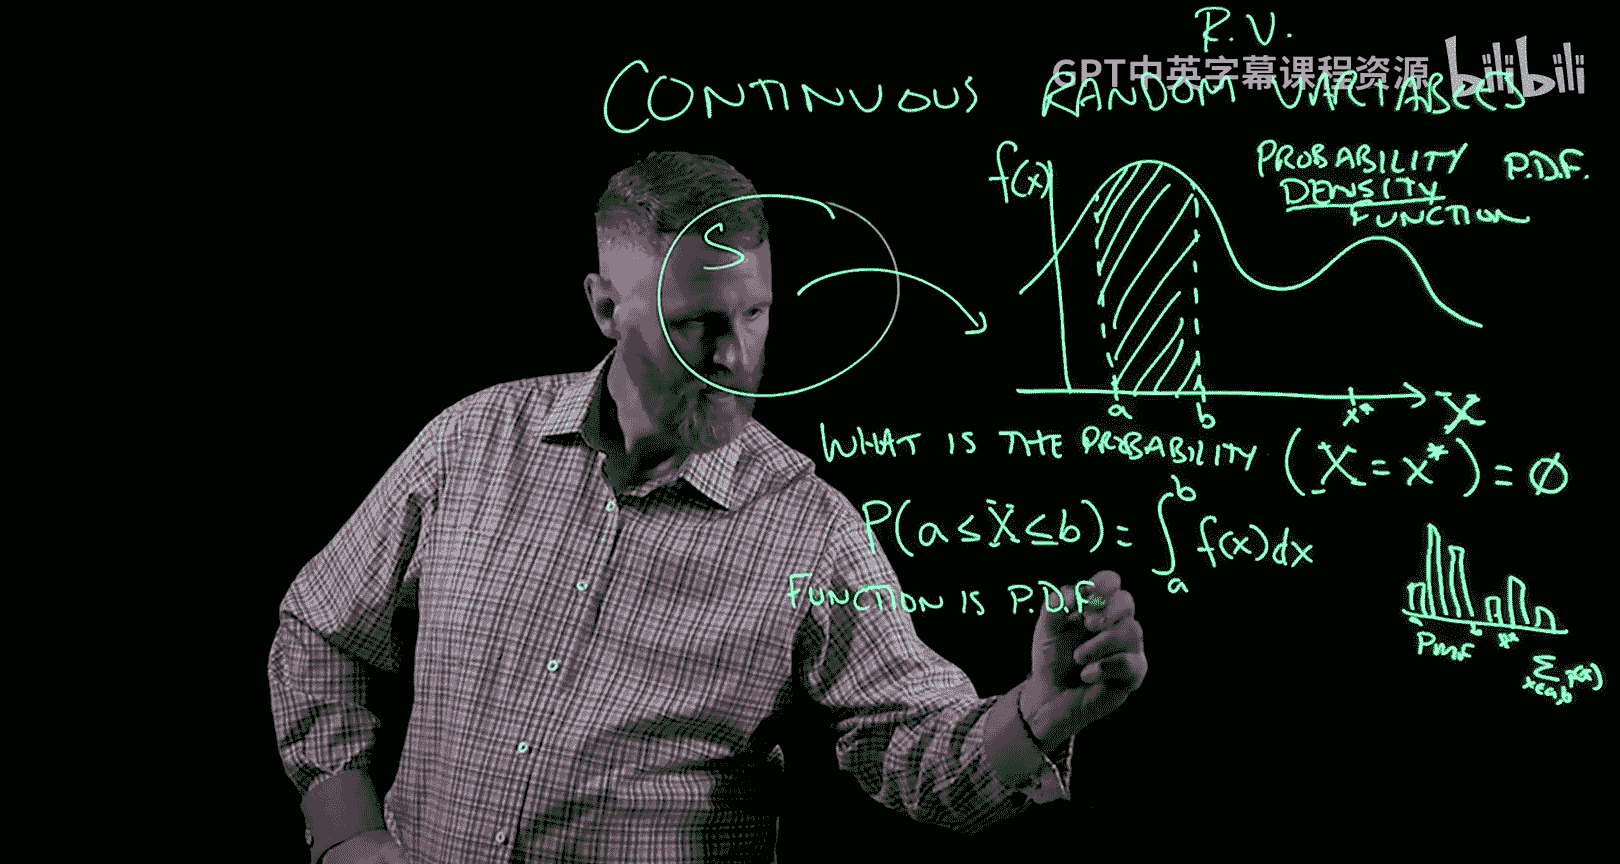 R.V.
GPT中英字幕课程资源 bilibili
CONTINUOUS RANDOM VARIABLES
f(x)
PROBABILITY P.D.F.
DENSITY
FUNCTION
S
a b x* X
WHAT IS THE PROBABILITY (X = x*) = ∅
P(a ≤ X ≤ b) = ∫_a^b f(x)dx
FUNCTION IS P.D.F
a b x*
PMF
Σ p(x)
x∈a,b